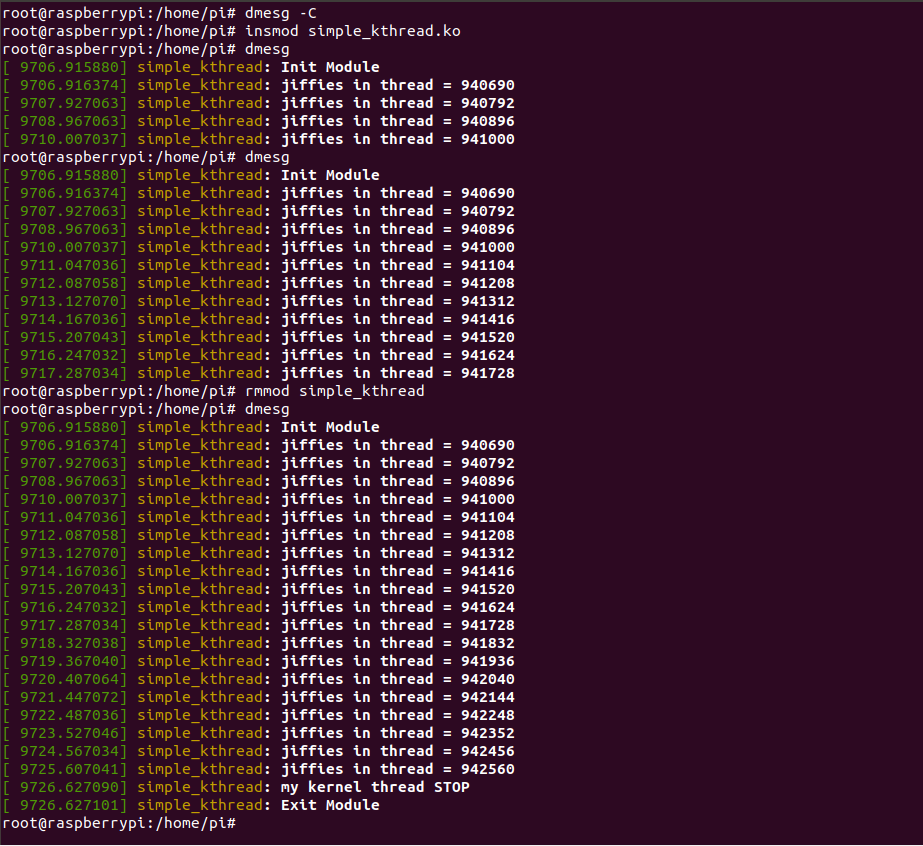 root@raspberrypi:/home/pi# dmesg -C
root@raspberrypi:/home/pi# insmod simple_kthread.ko
root@raspberrypi:/home/pi# dmesg
[ 9706.915880] simple_kthread: Init Module
[ 9706.916374] simple_kthread: jiffies in thread = 940690
[ 9707.927063] simple_kthread: jiffies in thread = 940792
[ 9708.967063] simple_kthread: jiffies in thread = 940896
[ 9710.007037] simple_kthread: jiffies in thread = 941000
root@raspberrypi:/home/pi# dmesg
[ 9706.915880] simple_kthread: Init Module
[ 9706.916374] simple_kthread: jiffies in thread = 940690
[ 9707.927063] simple_kthread: jiffies in thread = 940792
[ 9708.967063] simple_kthread: jiffies in thread = 940896
[ 9710.007037] simple_kthread: jiffies in thread = 941000
[ 9711.047036] simple_kthread: jiffies in thread = 941104
[ 9712.087058] simple_kthread: jiffies in thread = 941208
[ 9713.127070] simple_kthread: jiffies in thread = 941312
[ 9714.167036] simple_kthread: jiffies in thread = 941416
[ 9715.207043] simple_kthread: jiffies in thread = 941520
[ 9716.247032] simple_kthread: jiffies in thread = 941624
[ 9717.287034] simple_kthread: jiffies in thread = 941728
root@raspberrypi:/home/pi# rmmod simple_kthread
root@raspberrypi:/home/pi# dmesg
[ 9706.915880] simple_kthread: Init Module
[ 9706.916374] simple_kthread: jiffies in thread = 940690
[ 9707.927063] simple_kthread: jiffies in thread = 940792
[ 9708.967063] simple_kthread: jiffies in thread = 940896
[ 9710.007037] simple_kthread: jiffies in thread = 941000
[ 9711.047036] simple_kthread: jiffies in thread = 941104
[ 9712.087058] simple_kthread: jiffies in thread = 941208
[ 9713.127070] simple_kthread: jiffies in thread = 941312
[ 9714.167036] simple_kthread: jiffies in thread = 941416
[ 9715.207043] simple_kthread: jiffies in thread = 941520
[ 9716.247032] simple_kthread: jiffies in thread = 941624
[ 9717.287034] simple_kthread: jiffies in thread = 941728
[ 9718.327038] simple_kthread: jiffies in thread = 941832
[ 9719.367040] simple_kthread: jiffies in thread = 941936
[ 9720.407064] simple_kthread: jiffies in thread = 942040
[ 9721.447072] simple_kthread: jiffies in thread = 942144
[ 9722.487036] simple_kthread: jiffies in thread = 942248
[ 9723.527046] simple_kthread: jiffies in thread = 942352
[ 9724.567034] simple_kthread: jiffies in thread = 942456
[ 9725.607041] simple_kthread: jiffies in thread = 942560
[ 9726.627090] simple_kthread: my kernel thread STOP
[ 9726.627101] simple_kthread: Exit Module
root@raspberrypi:/home/pi#